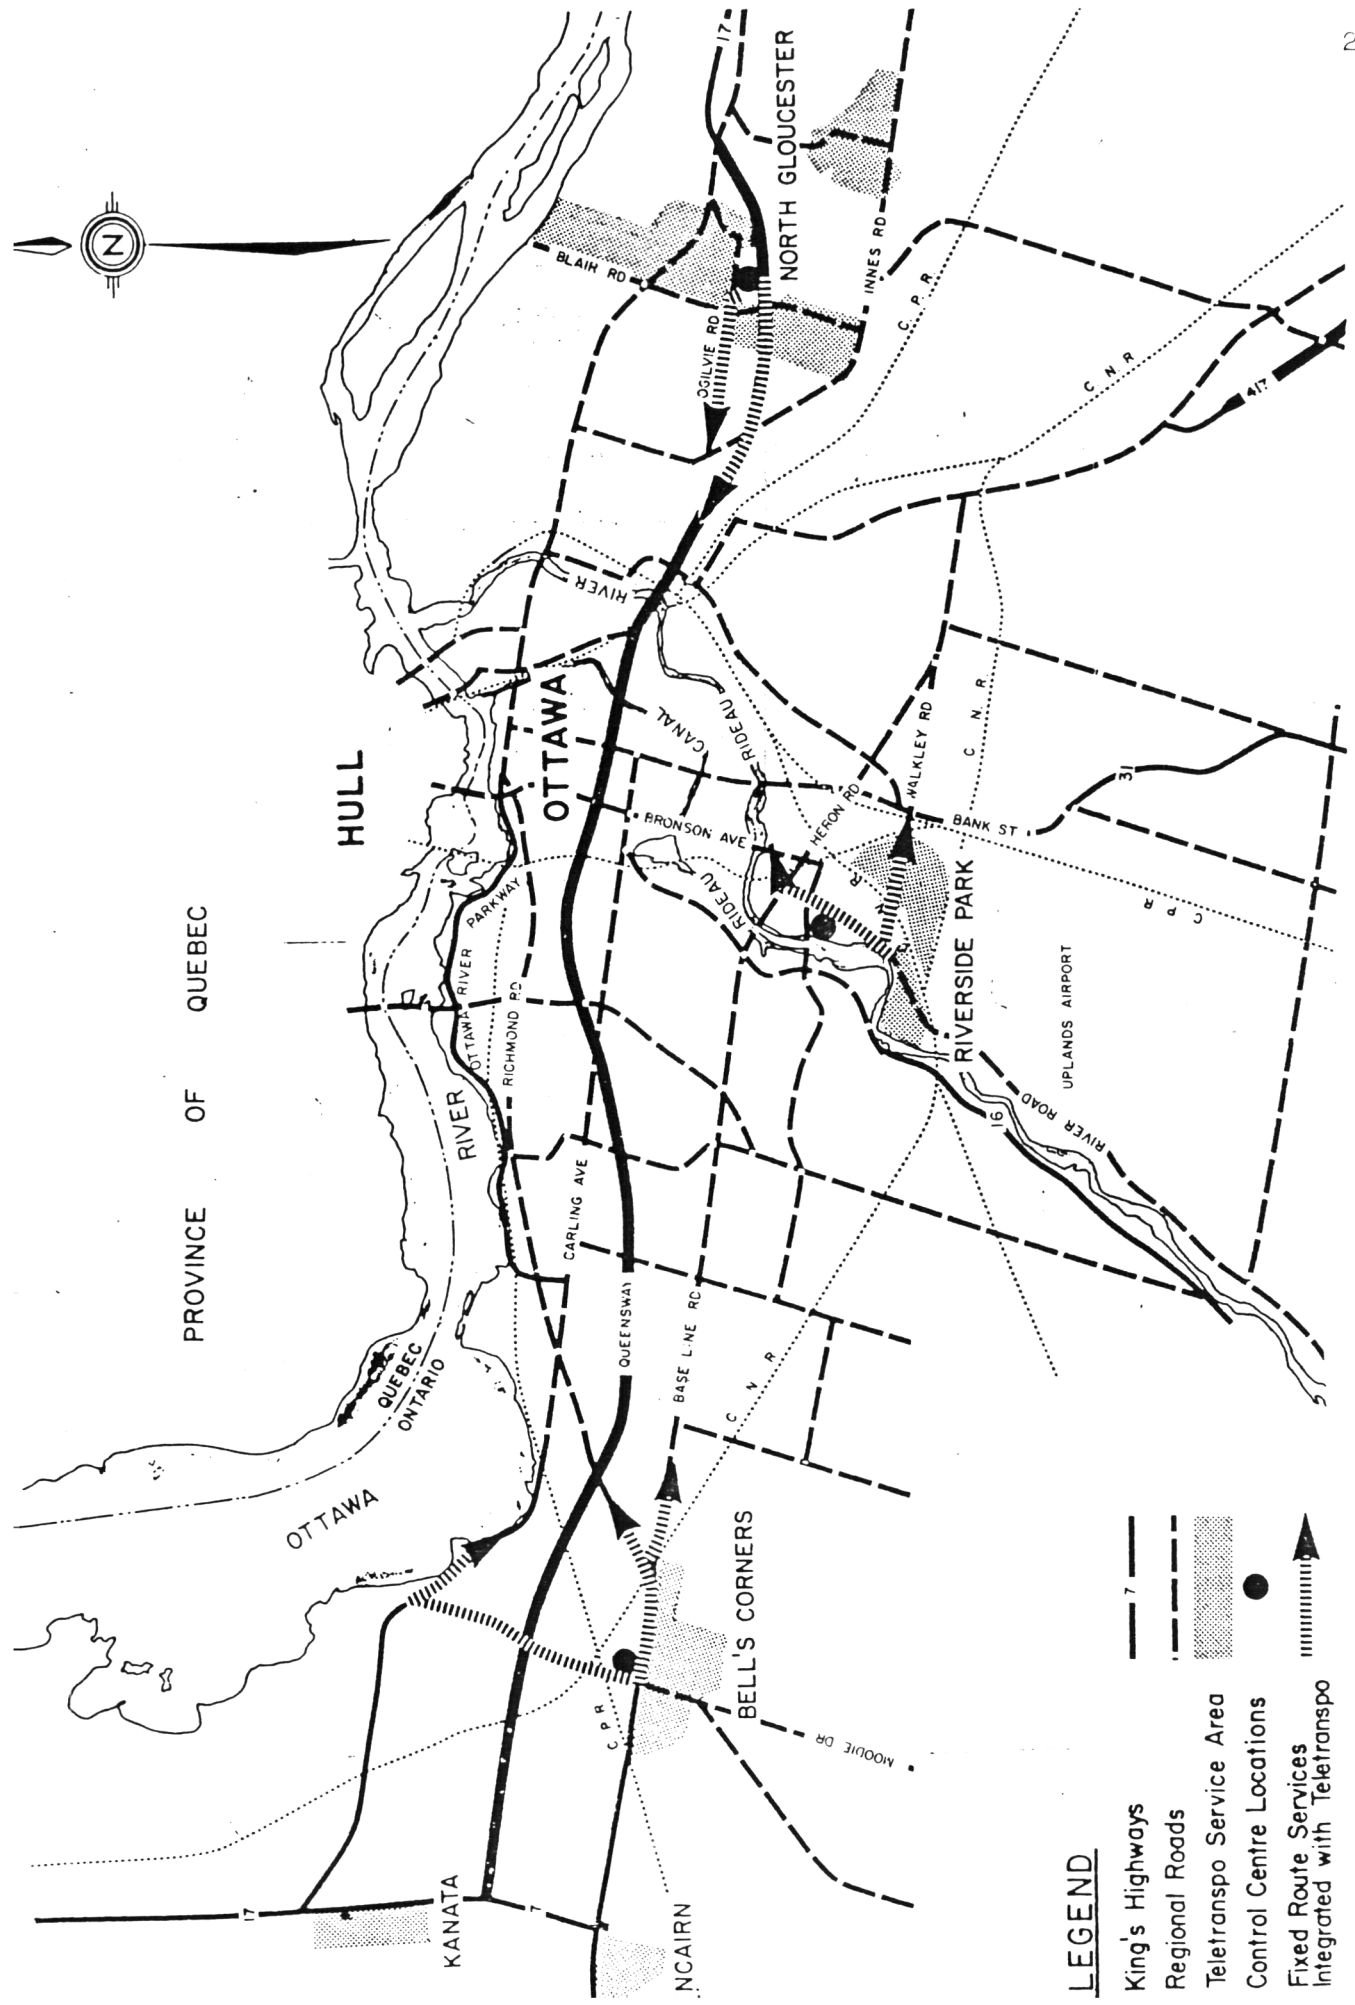 2
N
PROVINCE OF QUEBEC
HULL
OTTAWA
QUEBEC
ONTARIO
OTTAWA
RIVER
OTTAWA RIVER PARKWAY
RICHMOND RD
CARLING AVE
QUEENSWAY
BASE LINE RD
BRONSON AVE
CANAL
RIDEAU
RIDEAU
RIVER
HERON RD
WALKLEY RD
BANK ST
BLAIR RD
OGILVIE RD
INNES RD
NORTH GLOUCESTER
17
C P R
C N R
417
C N R
31
C P R
RIVERSIDE PARK
UPLANDS AIRPORT
RIVER ROAD
16
C N R
BELL'S CORNERS
MOODIE DR
C P R
KANATA
17
7
NCAIRN
LEGEND
King's Highways 7
Regional Roads
Teletranspo Service Area
Control Centre Locations
Fixed Route Services
Integrated with Teletranspo